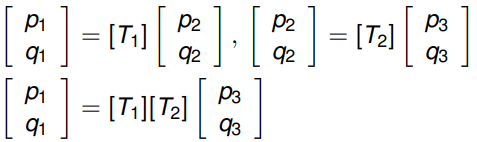 [ p₁ q₁ ] = [T₁] [ p₂ q₂ ] , [ p₂ q₂ ] = [T₂] [ p₃ q₃ ]
[ p₁ q₁ ] = [T₁][T₂] [ p₃ q₃ ]